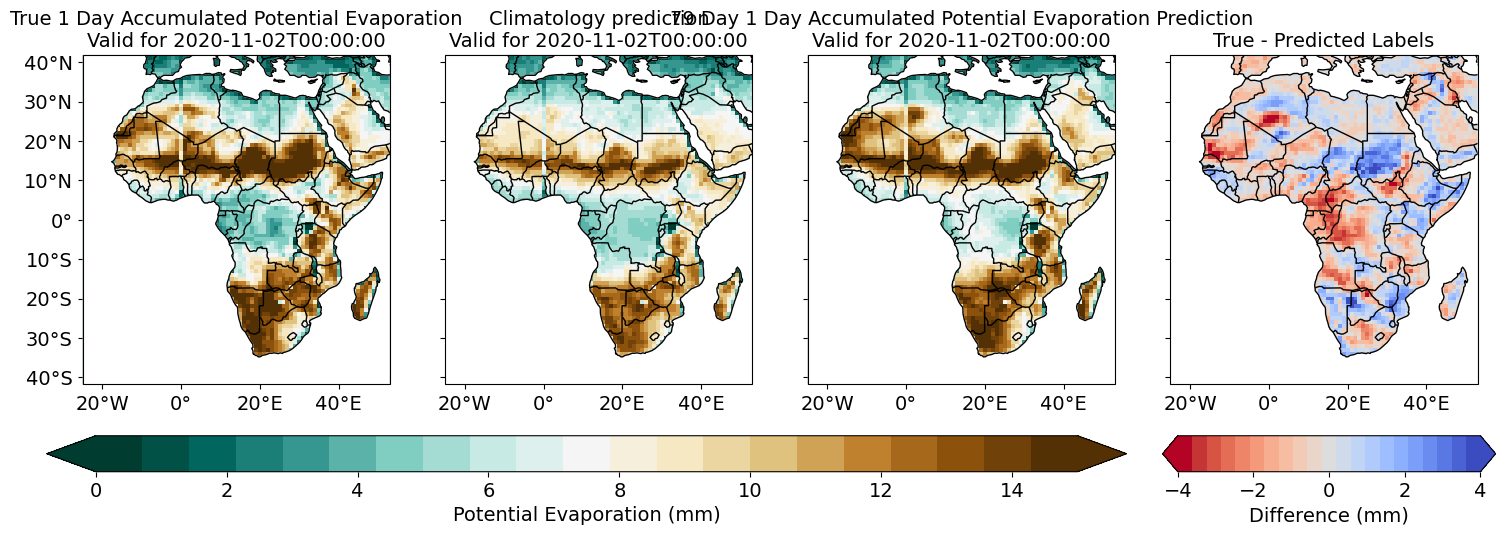 True 1 Day Accumulated Potential Evaporation
Valid for 2020-11-02T00:00:00
Climatology prediction
Valid for 2020-11-02T00:00:00
79 Day 1 Day Accumulated Potential Evaporation Prediction
Valid for 2020-11-02T00:00:00
True - Predicted Labels
40°N
30°N
20°N
10°N
0°
10°S
20°S
30°S
40°S
20°W 0° 20°E 40°E
20°W 0° 20°E 40°E
20°W 0° 20°E 40°E
20°W 0° 20°E 40°E
0 2 4 6 8 10 12 14
Potential Evaporation (mm)
−4 −2 0 2 4
Difference (mm)